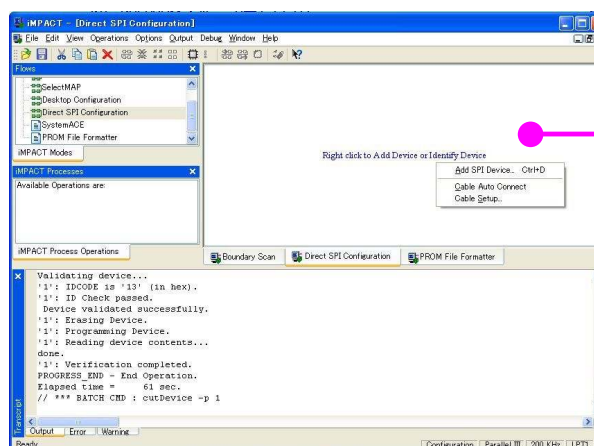 iMPACT - [Direct SPI Configuration]
File Edit View Operations Options Output Debug Window Help
Flows
SelectMAP
Desktop Configuration
Direct SPI Configuration
SystemACE
PROM File Formatter
iMPACT Modes
Right click to Add Device or Identify Device
Add SPI Device... Ctrl+D
Cable Auto Connect
Cable Setup...
iMPACT Processes
Available Operations are:
iMPACT Process Operations
Boundary Scan Direct SPI Configuration PROM File Formatter
Validating device...
'1': IDCODE is '13' (in hex).
'1': ID Check passed.
Device validated successfully.
'1': Erasing Device.
'1': Programming Device.
'1': Reading device contents...
done.
'1': Verification completed.
PROGRESS_END - End Operation.
Elapsed time = 61 sec.
// *** BATCH CMD : cutDevice -p 1
Transcript
Output Error Warning
Ready Configuration Parallel III 200 KHz LPT1